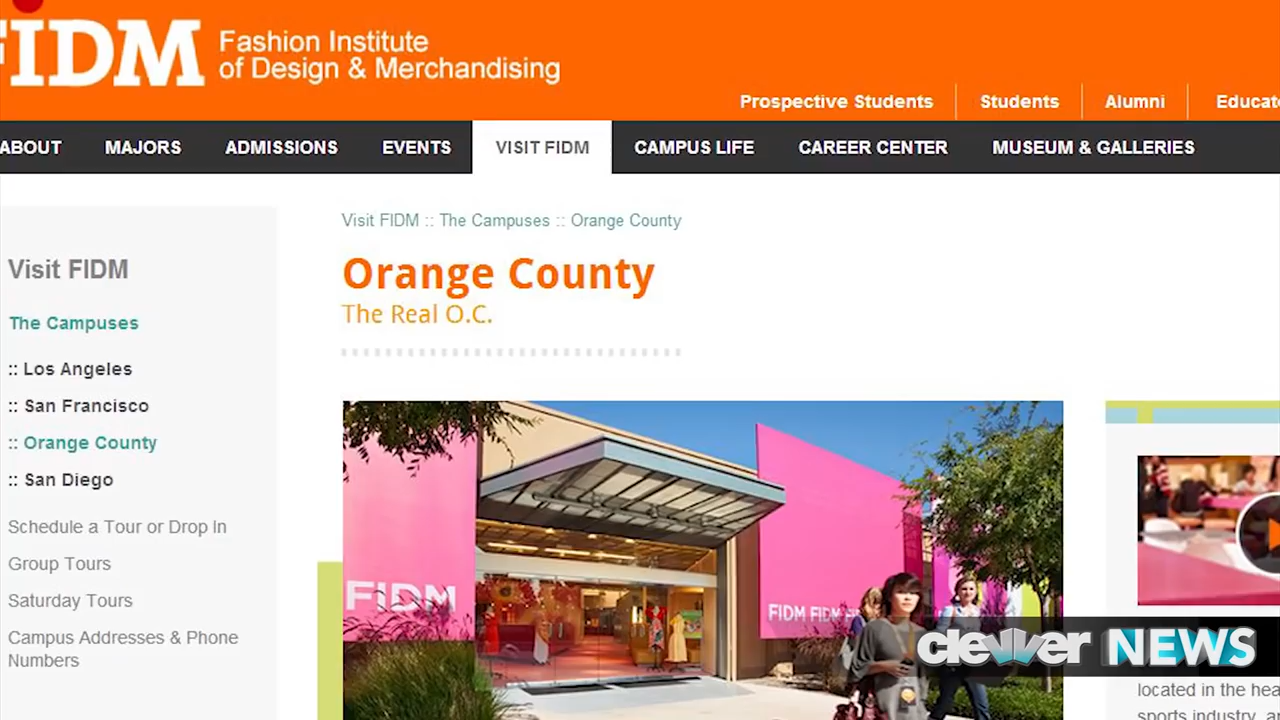 FIDM
Fashion Institute
of Design & Merchandising
Prospective Students
Students
Alumni
ABOUT
MAJORS
ADMISSIONS
EVENTS
VISIT FIDM
CAMPUS LIFE
CAREER CENTER
MUSEUM & GALLERIES
Visit FIDM
The Campuses
:: Los Angeles
:: San Francisco
:: Orange County
:: San Diego
Schedule a Tour or Drop In
Group Tours
Saturday Tours
Campus Addresses & Phone
Numbers
Visit FIDM :: The Campuses :: Orange County
Orange County
The Real O.C.
FIDM
FIDM FIDM
clevver NEWS
located in the
sports industry,